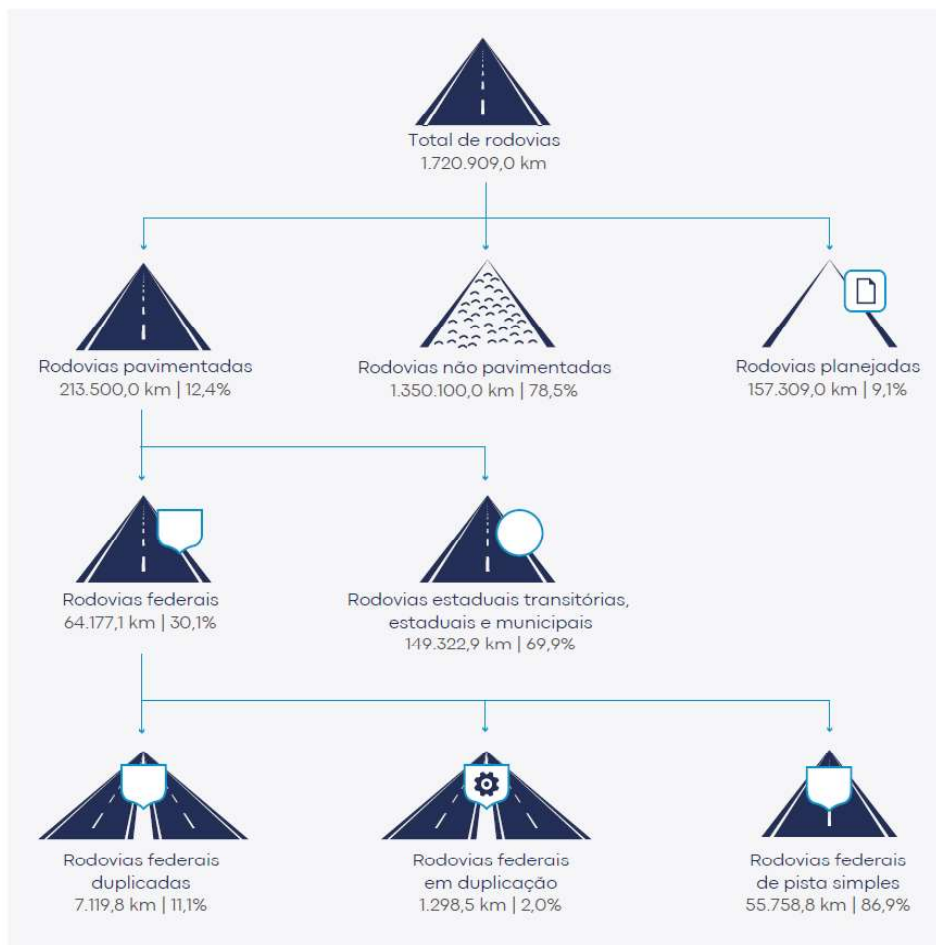 Total de rodovias
1.720.909,0 km
Rodovias pavimentadas
213.500,0 km | 12,4%
Rodovias não pavimentadas
1.350.100,0 km | 78,5%
Rodovias planejadas
157.309,0 km | 9,1%
Rodovias federais
64.177,1 km | 30,1%
Rodovias estaduais transitórias,
estaduais e municipais
149.322,9 km | 69,9%
Rodovias federais
duplicadas
7.119,8 km | 11,1%
Rodovias federais
em duplicação
1.298,5 km | 2,0%
Rodovias federais
de pista simples
55.758,8 km | 86,9%